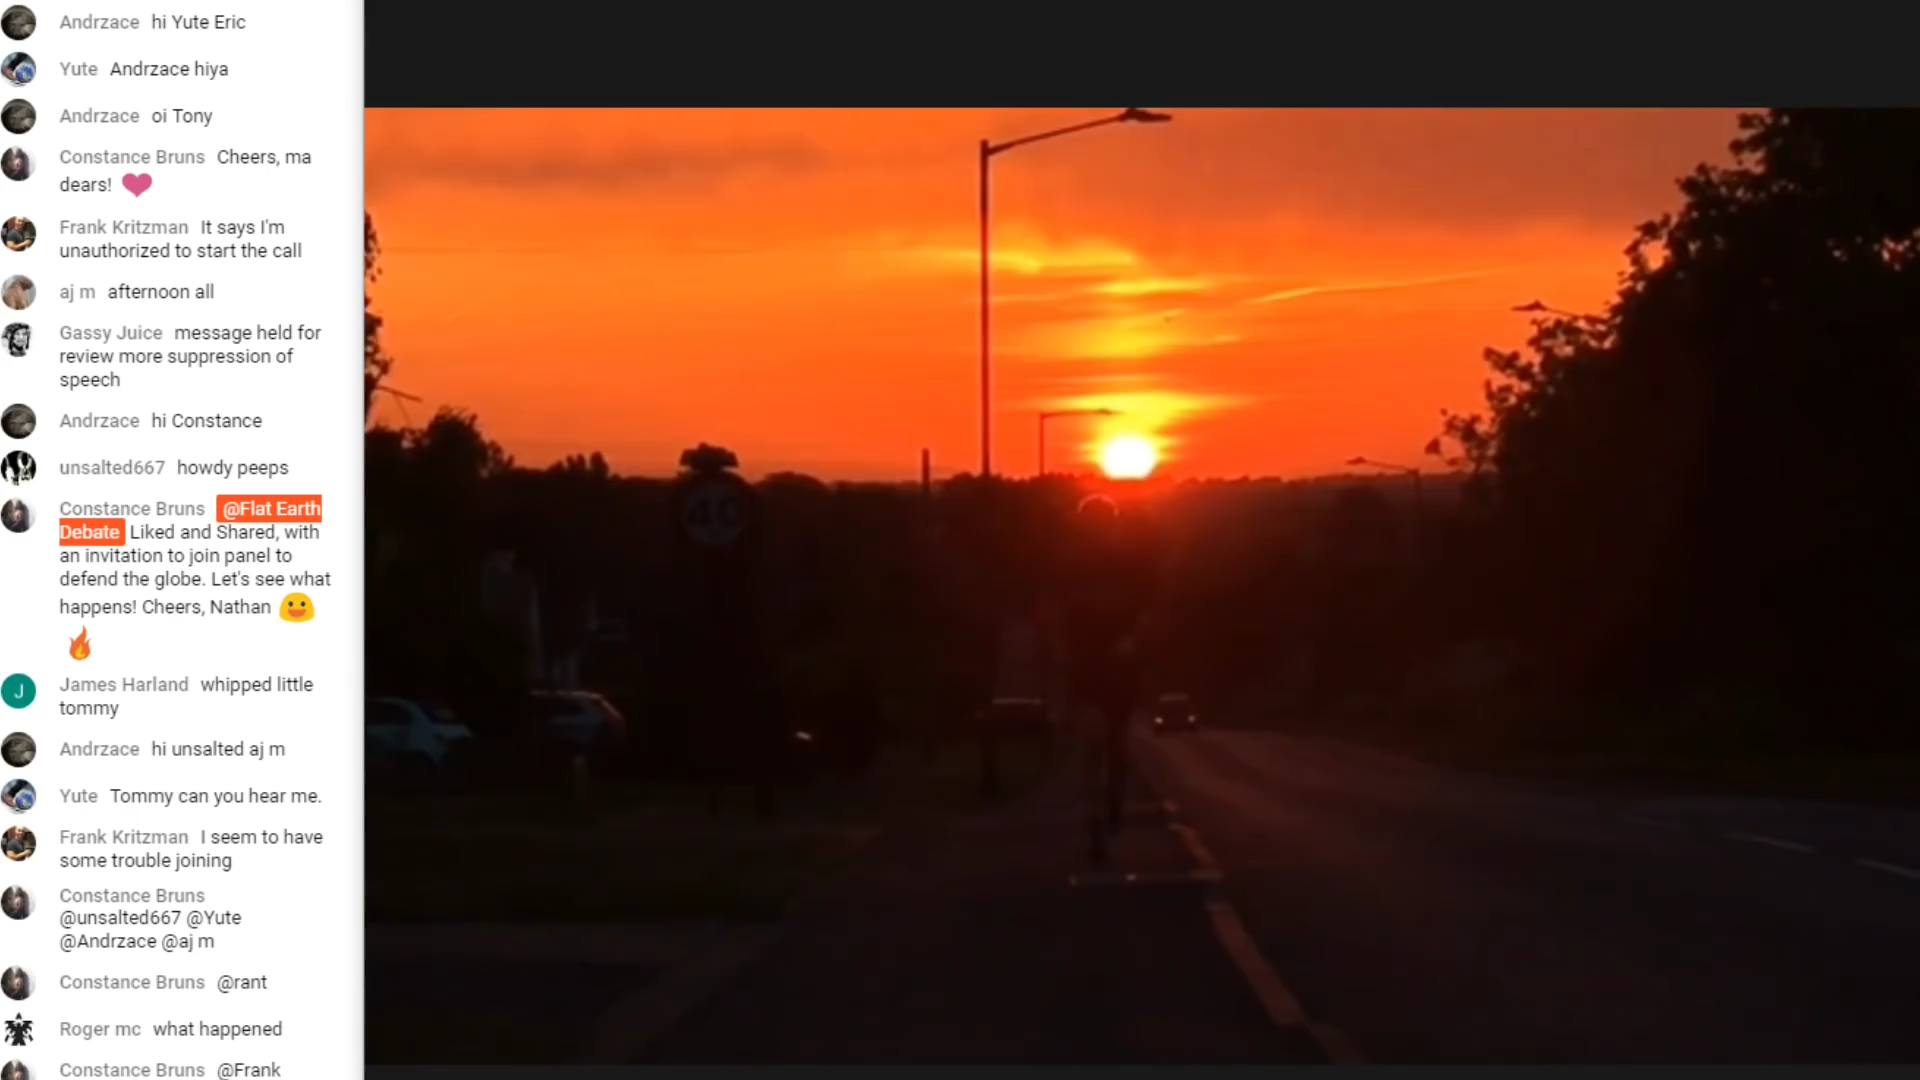 Andrzace hi Yute Eric
Yute Andrzace hiya
Andrzace oi Tony
Constance Bruns Cheers, ma
dears!
Frank Kritzman It says I'm
unauthorized to start the call
aj m afternoon all
Gassy Juice message held for
review more suppression of
speech
Andrzace hi Constance
unsalted667 howdy peeps
Constance Bruns @Flat Earth
Debate Liked and Shared, with
an invitation to join panel to
defend the globe. Let's see what
happens! Cheers, Nathan
James Harland whipped little
J
tommy
Andrzace hi unsalted aj m
Yute Tommy can you hear me.
Frank Kritzman I seem to have
some trouble joining
Constance Bruns
@unsalted667 @Yute
@Andrzace @aj m
Constance Bruns @rant
Roger mc what happened
Constance Bruns @Frank
40